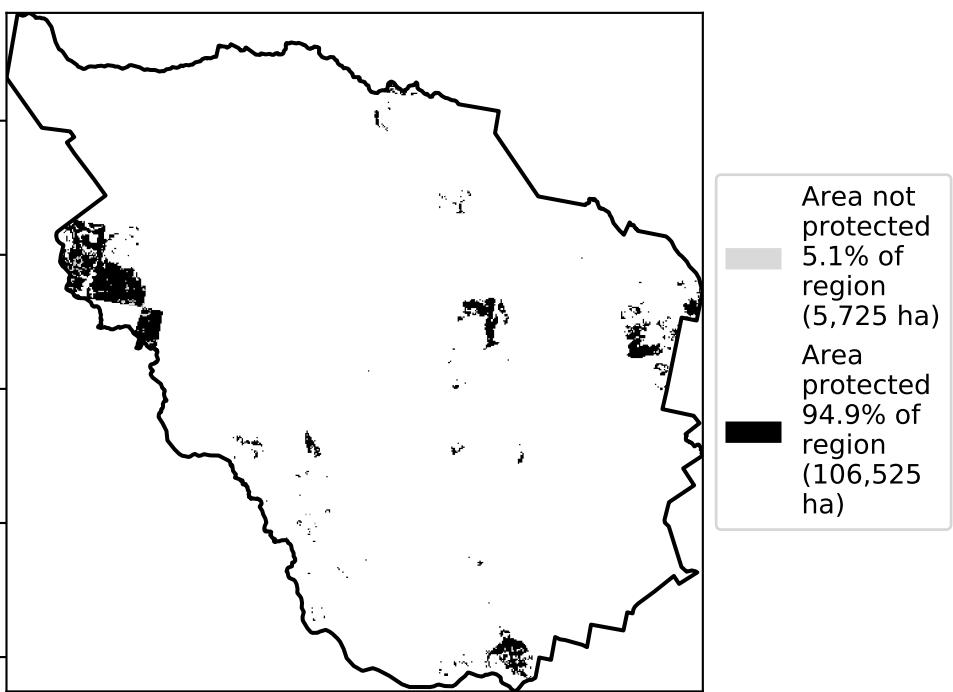 Area not
protected
5.1% of
region
(5,725 ha)
Area
protected
94.9% of
region
(106,525
ha)